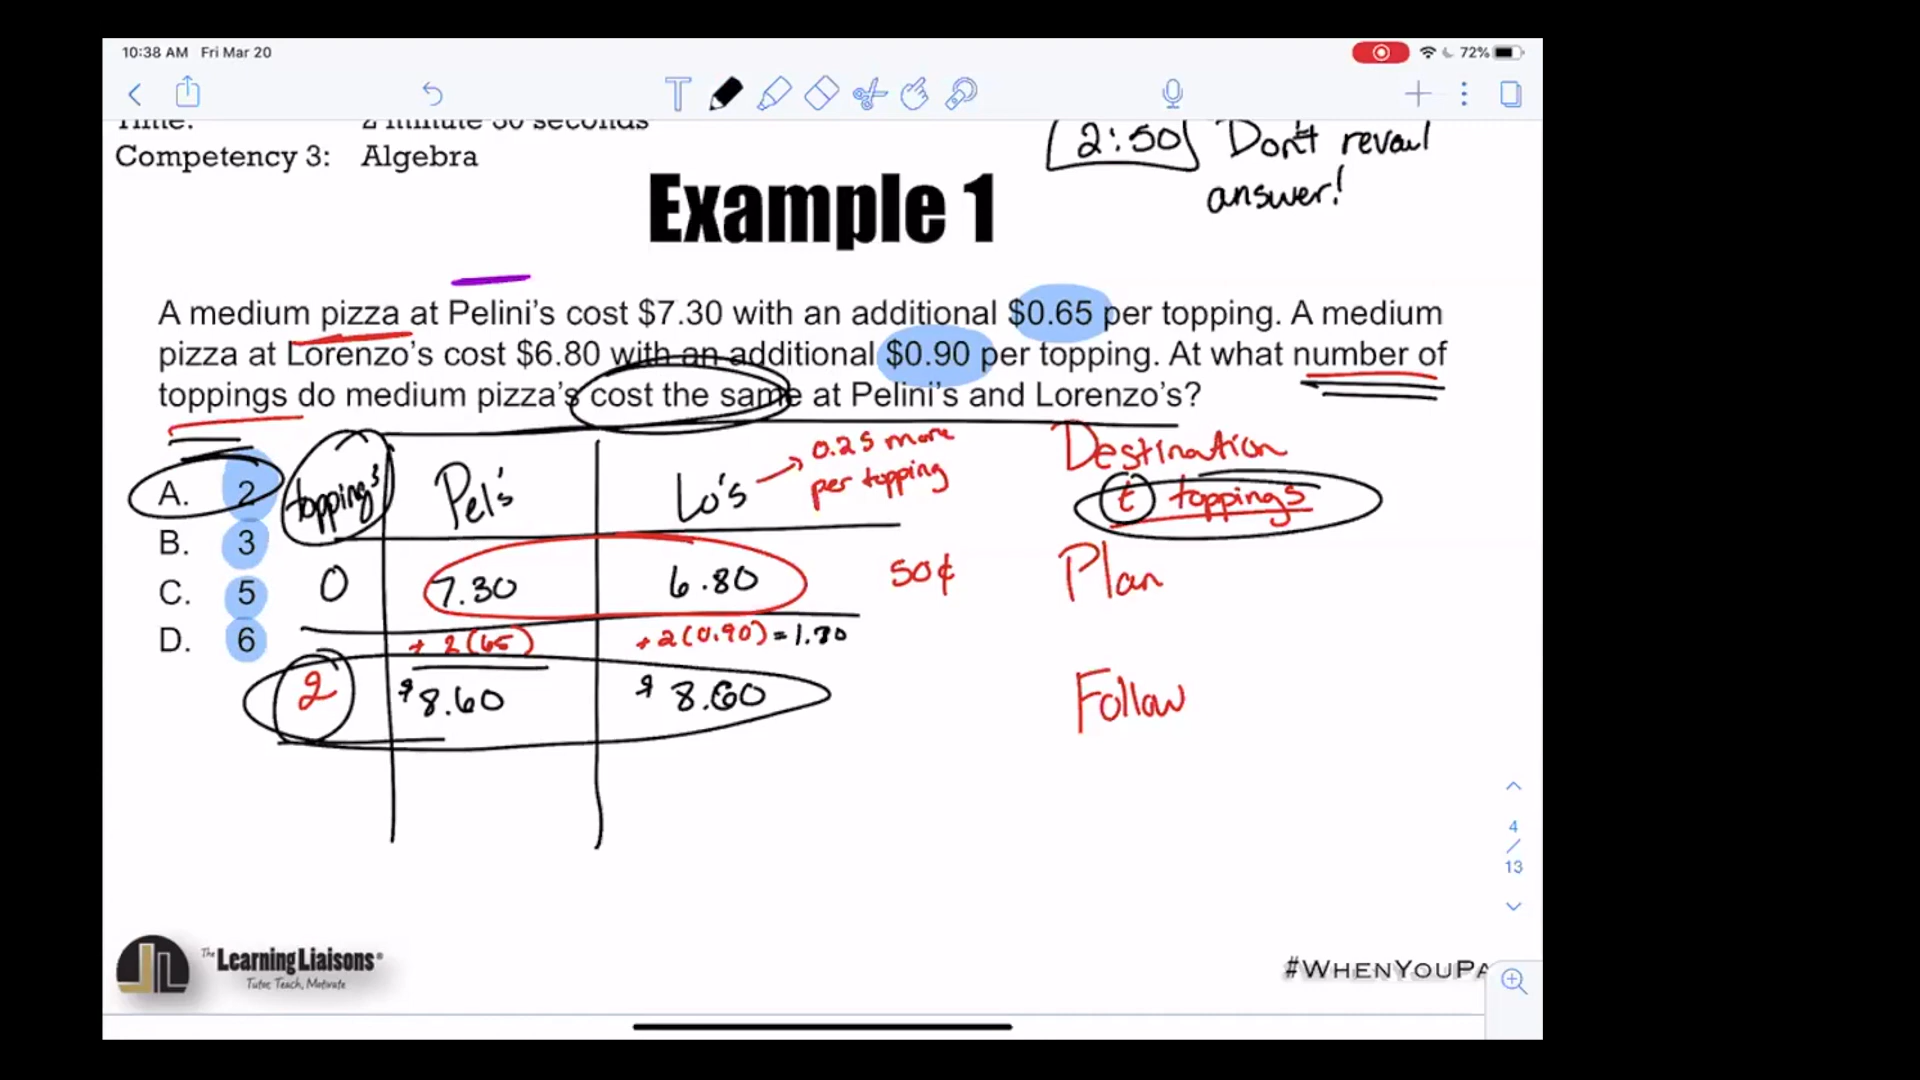 10:38 AM Fri Mar 20
72%
2 minute 30 seconds
Competency 3: Algebra
2:50 Don't reveal
answer!
Example 1
A medium pizza at Pelini's cost $7.30 with an additional $0.65 per topping. A medium
pizza at Lorenzo's cost $6.80 with an additional $0.90 per topping. At what number of
toppings do medium pizza's cost the same at Pelini's and Lorenzo's?
A. 2
B. 3
C. 5
D. 6
toppings Pel's Lo's
0.25 more
per topping
0 7.30 6.80 50¢
+ 2(65) + 2(0.90) = 1.80
2 $8.60 $8.60
Destination
t toppings
Plan
Follow
4
/
13
The Learning Liaisons®
Tutor, Teach, Motivate
#WHENYOUPA